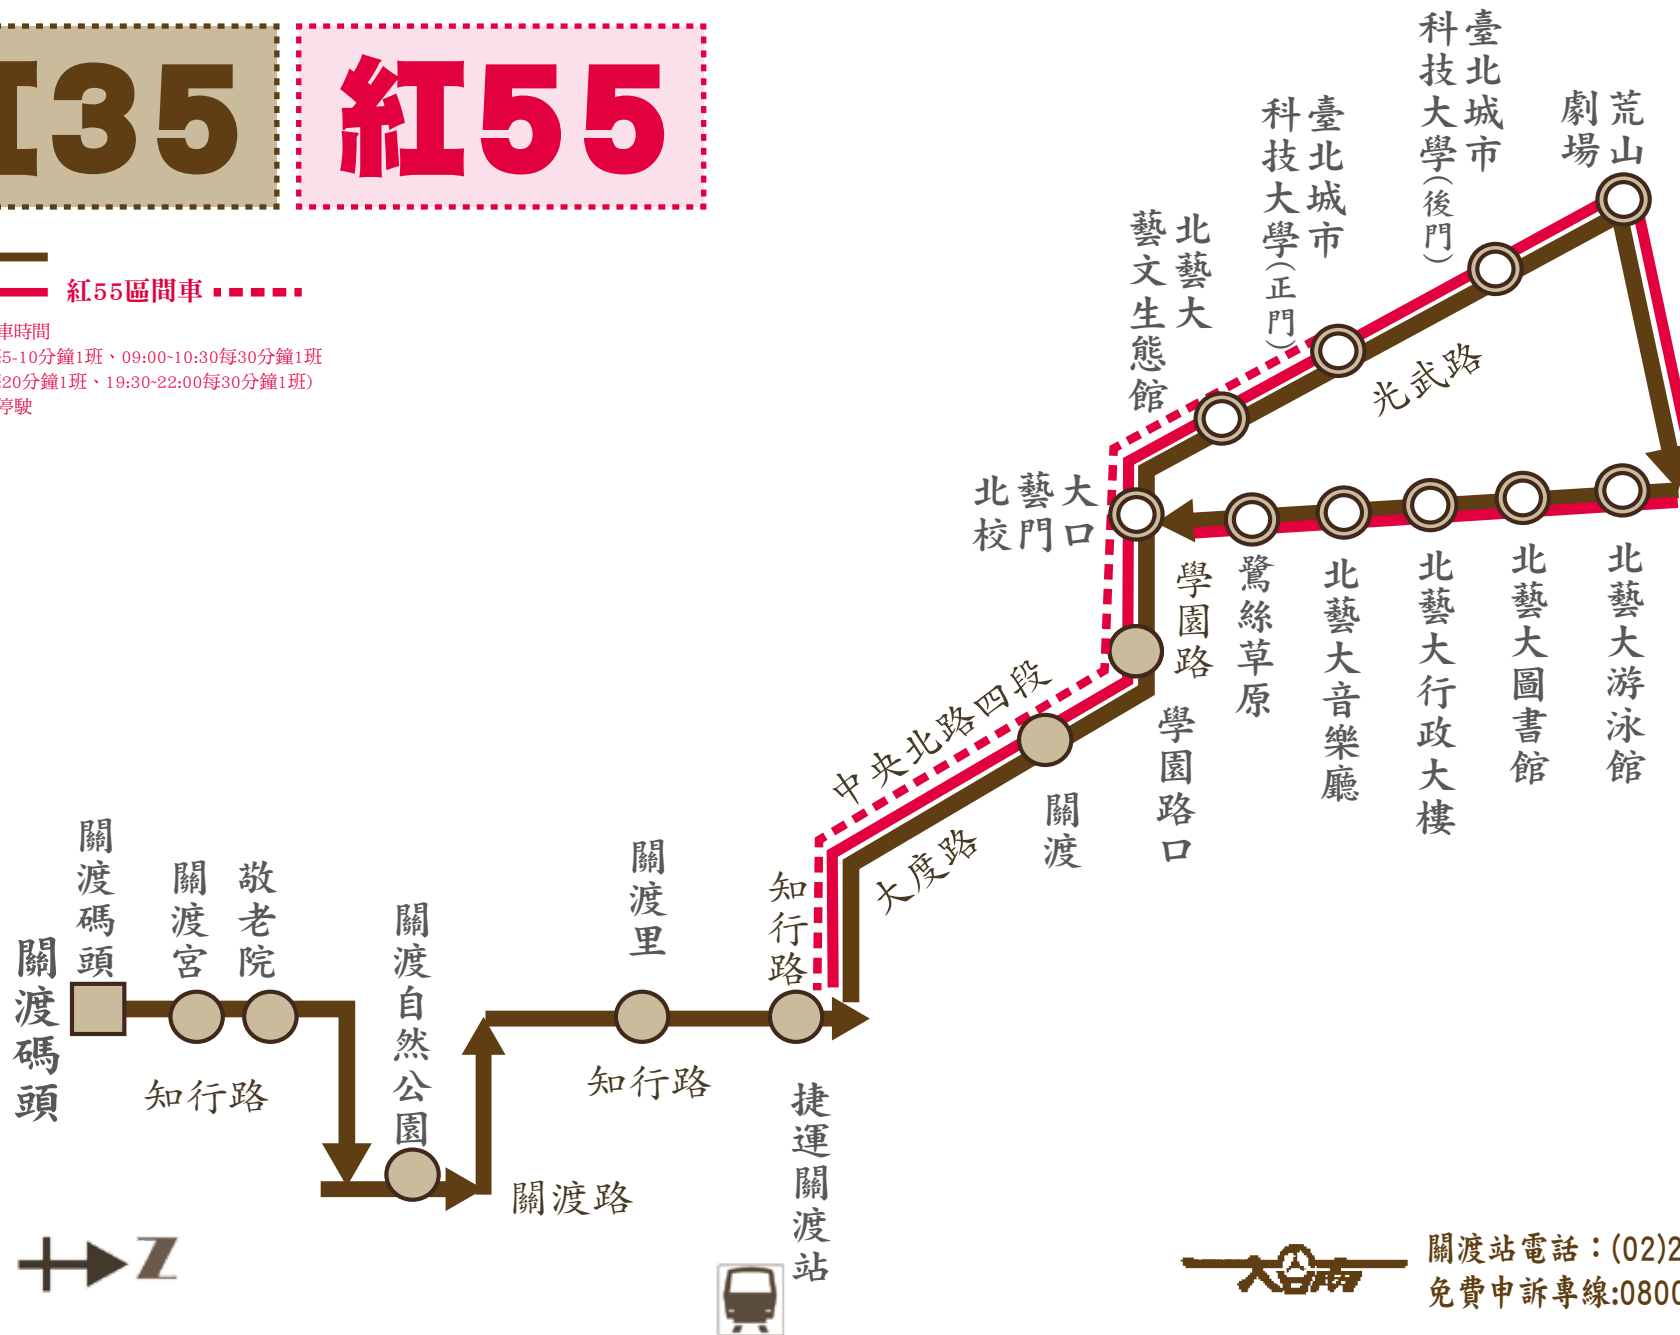 35
紅55
紅55區間車
車時間
5-10分鐘1班、09:00~10:30每30分鐘1班
20分鐘1班、19:30~22:00每30分鐘1班)
停駛
荒山劇場
臺北城市科技大學(後門)
臺北城市科技大學(正門)
北藝大藝文生態館
光武路
北藝大校門口
學園路
鷺絲草原
北藝大音樂廳
北藝大行政大樓
北藝大圖書館
北藝大游泳館
學園路口
中央北路四段
關渡
大度路
知行路
關渡里
關渡自然公園
敬老院
關渡宮
關渡碼頭
關渡碼頭
知行路
知行路
關渡路
捷運關渡站
Z
大台南
關渡站電話：(02)2
免費申訴專線:0800